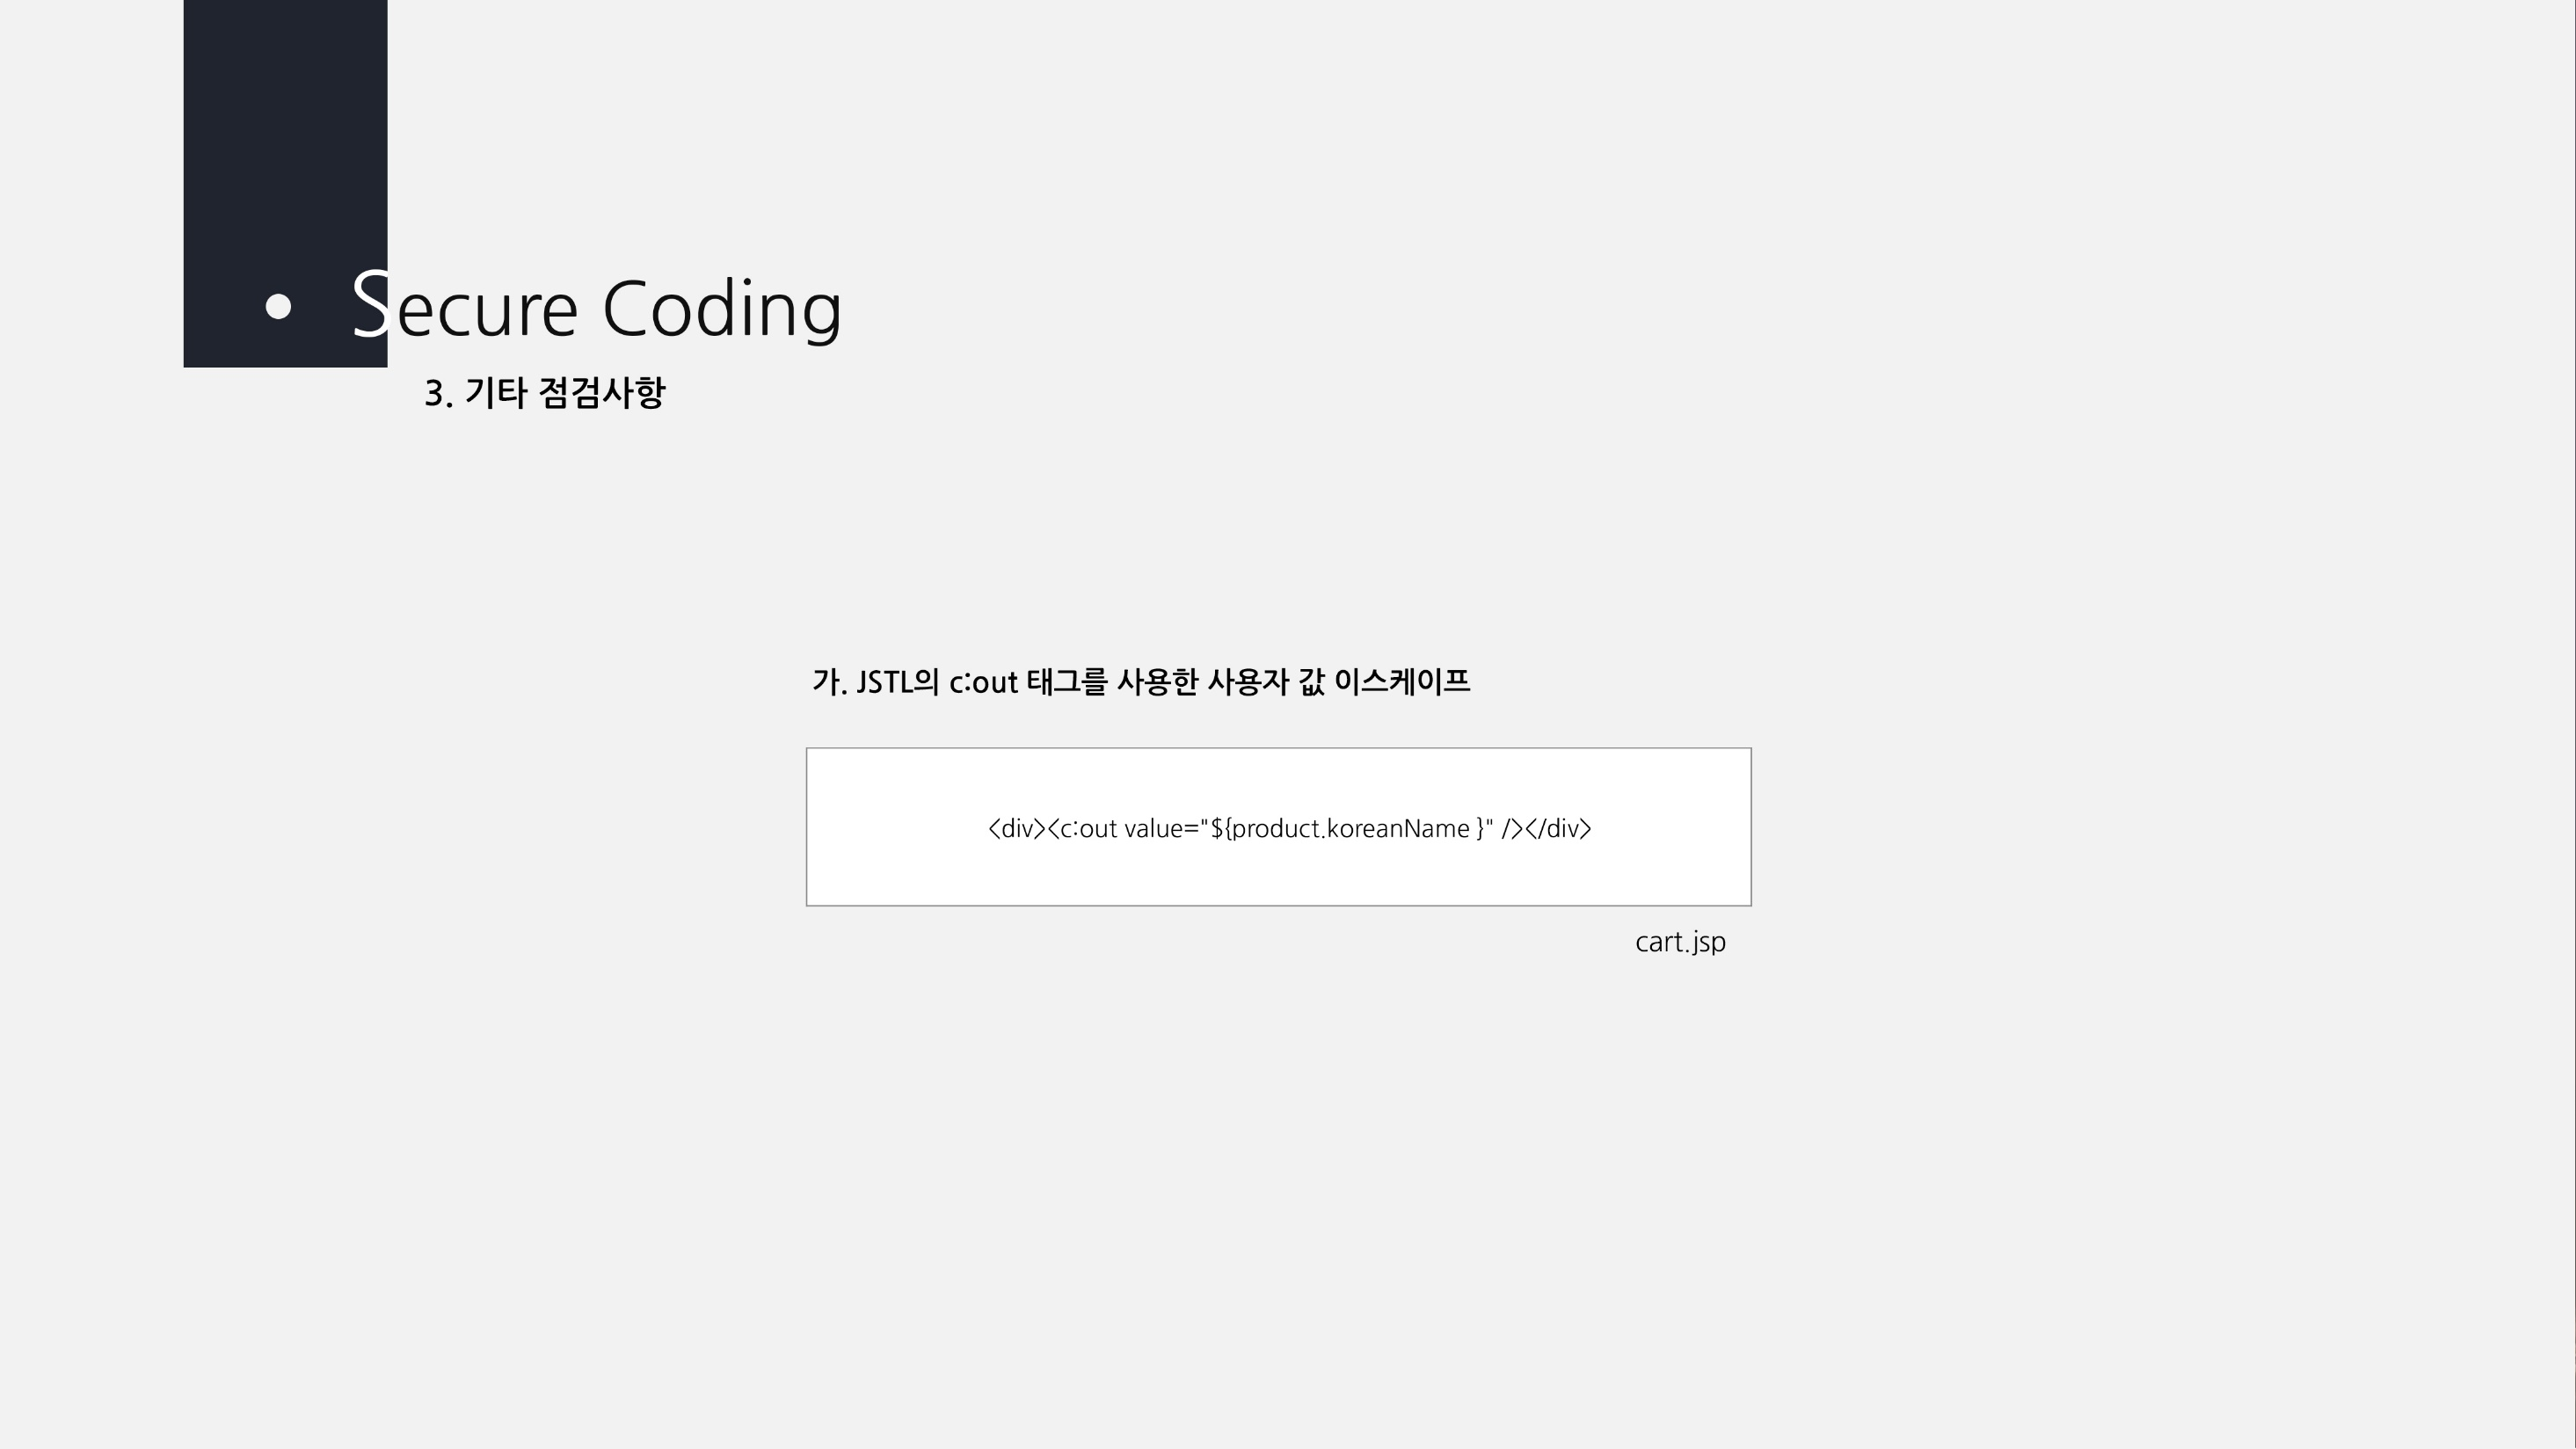 • Secure Coding
3. 기타 점검사항
가. JSTL의 c:out 태그를 사용한 사용자 값 이스케이프
<div><c:out value="${product.koreanName }" /></div>
cart.jsp